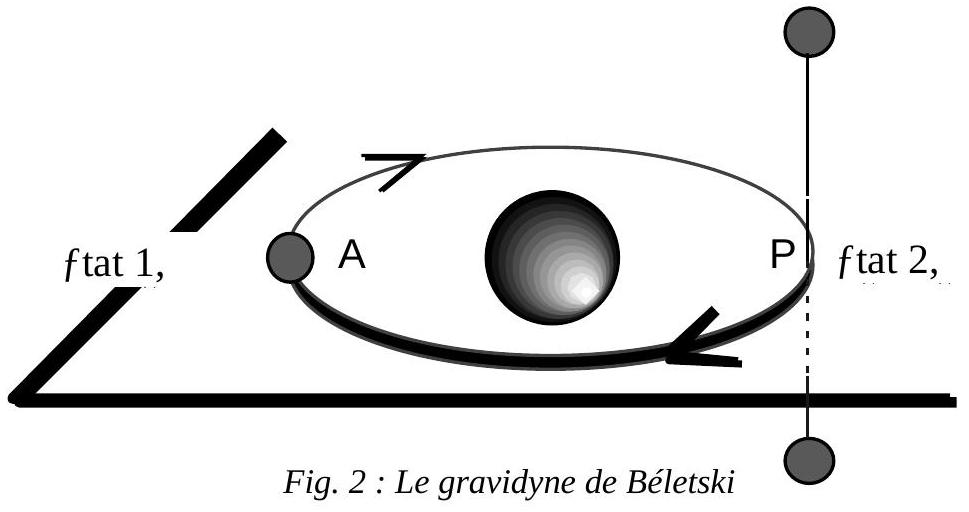 ƒtat 1,
A
P
ƒtat 2,
Fig. 2 : Le gravidyne de Béletski